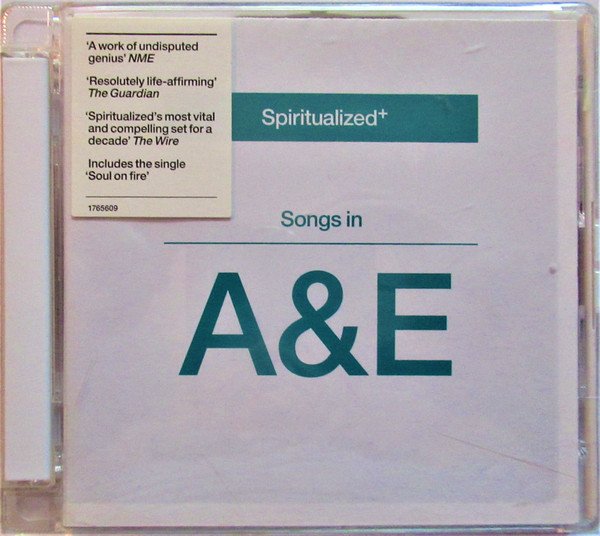 ‘A work of undisputed
genius’ NME
‘Resolutely life-affirming’
The Guardian
‘Spiritualized’s most vital
and compelling set for a
decade’ The Wire
Includes the single
‘Soul on fire’
1765609
Spiritualized+
Songs in
A&E